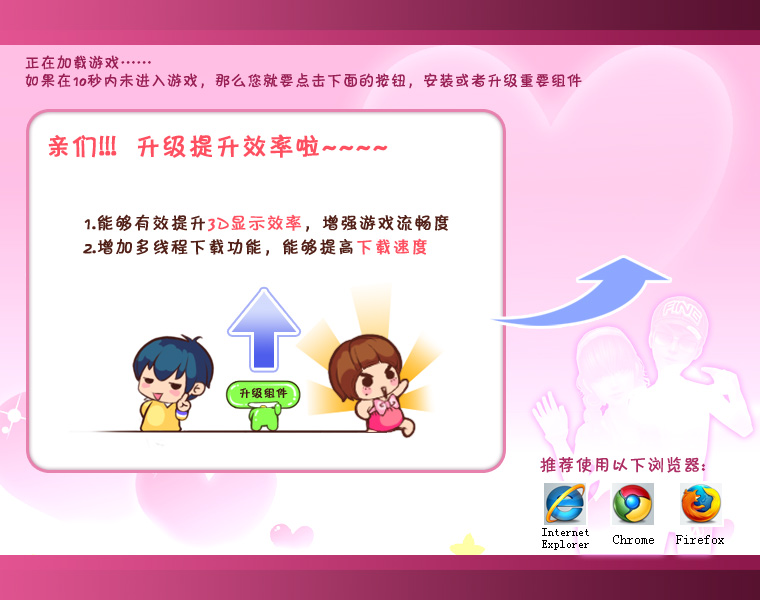 正在加载游戏……
如果在10秒内未进入游戏，那么您就要点击下面的按钮，安装或者升级重要组件
亲们!!! 升级提升效率啦~~~~
1.能够有效提升3D显示效率，增强游戏流畅度
2.增加多线程下载功能，能够提高下载速度
升级组件
FINE
推荐使用以下浏览器：
Internet Explorer
Chrome
Firefox